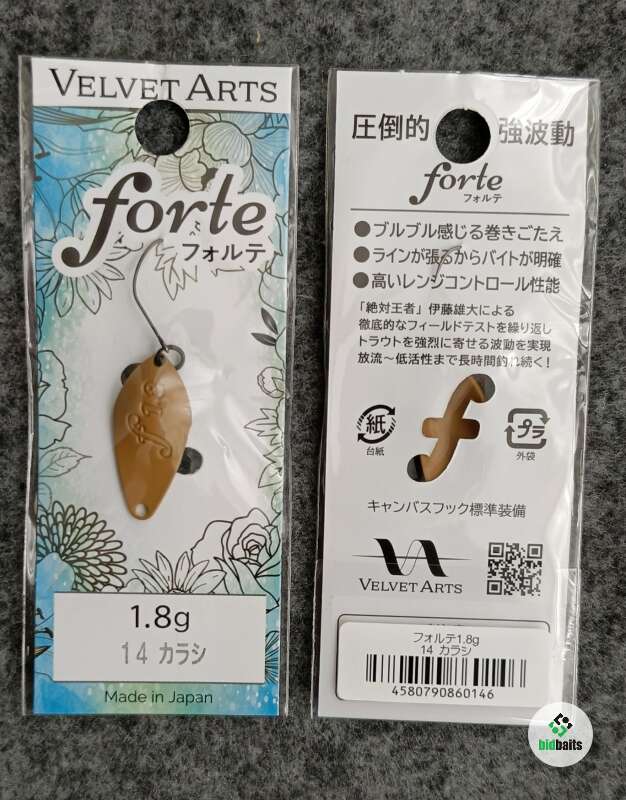 VELVET ARTS
forte
フォルテ
frte
1.8g
14 カラシ
Made in Japan
圧倒的 強波動
forte
フォルテ
●ブルブル感じる巻きごたえ
●ラインが張るからバイトが明確
●高いレンジコントロール性能
「絶対王者」伊藤雄大による
徹底的なフィールドテストを繰り返し
トラウトを強烈に寄せる波動を実現
放流〜低活性まで長時間釣れ続く！
紙
台紙
f
プラ
外袋
キャンバスフック標準装備
VELVET ARTS
フォルテ1.8g
14 カラシ
4580790860146
bidbaits